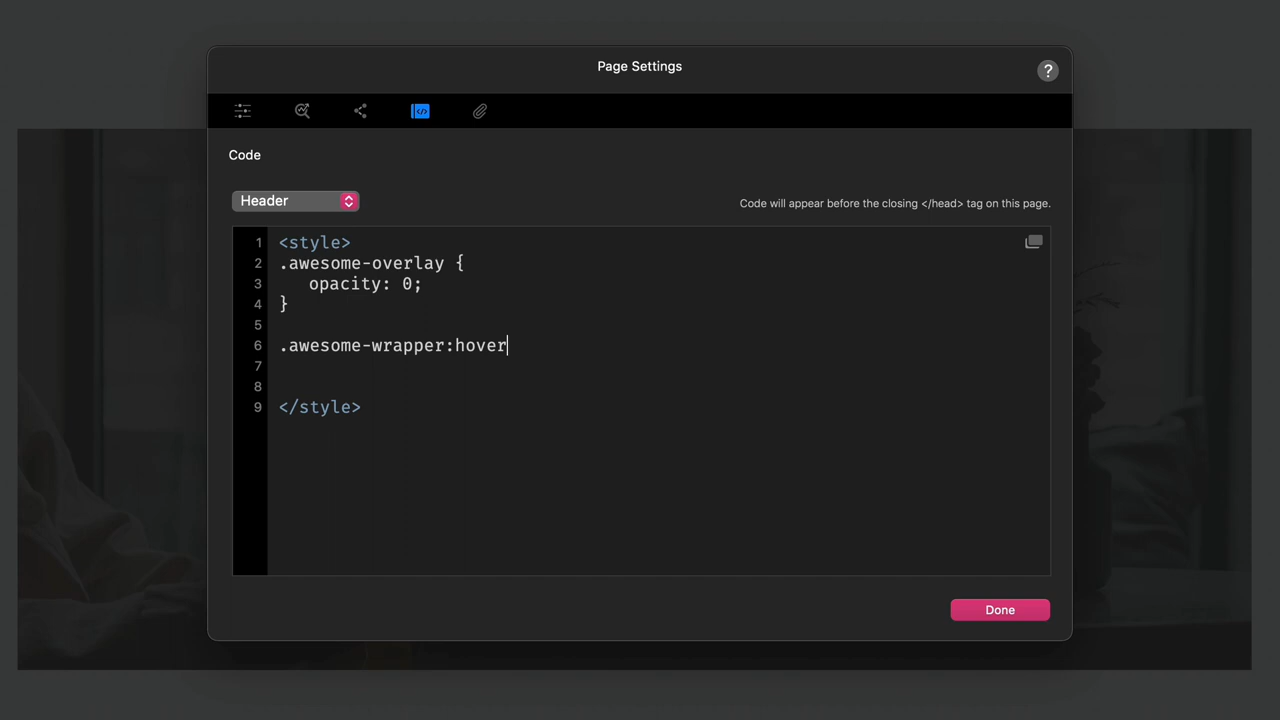 Page Settings
?
Code
Header
Code will appear before the closing </head> tag on this page.
1 <style>
2 .awesome-overlay {
3    opacity: 0;
4 }
5
6 .awesome-wrapper:hover
7
8
9 </style>
Done